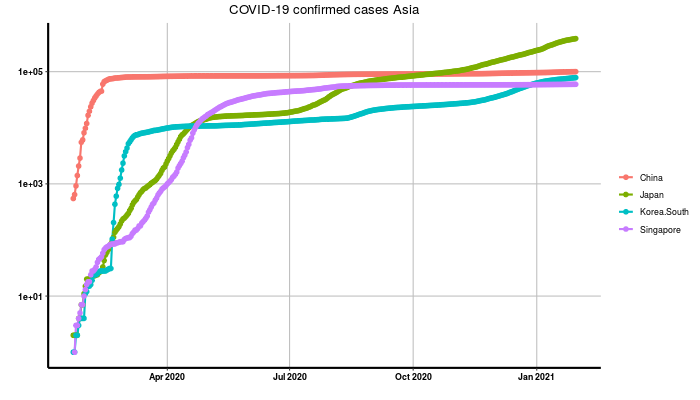 COVID-19 confirmed cases Asia
1e+05
1e+03
1e+01
Apr 2020
Jul 2020
Oct 2020
Jan 2021
China
Japan
Korea.South
Singapore